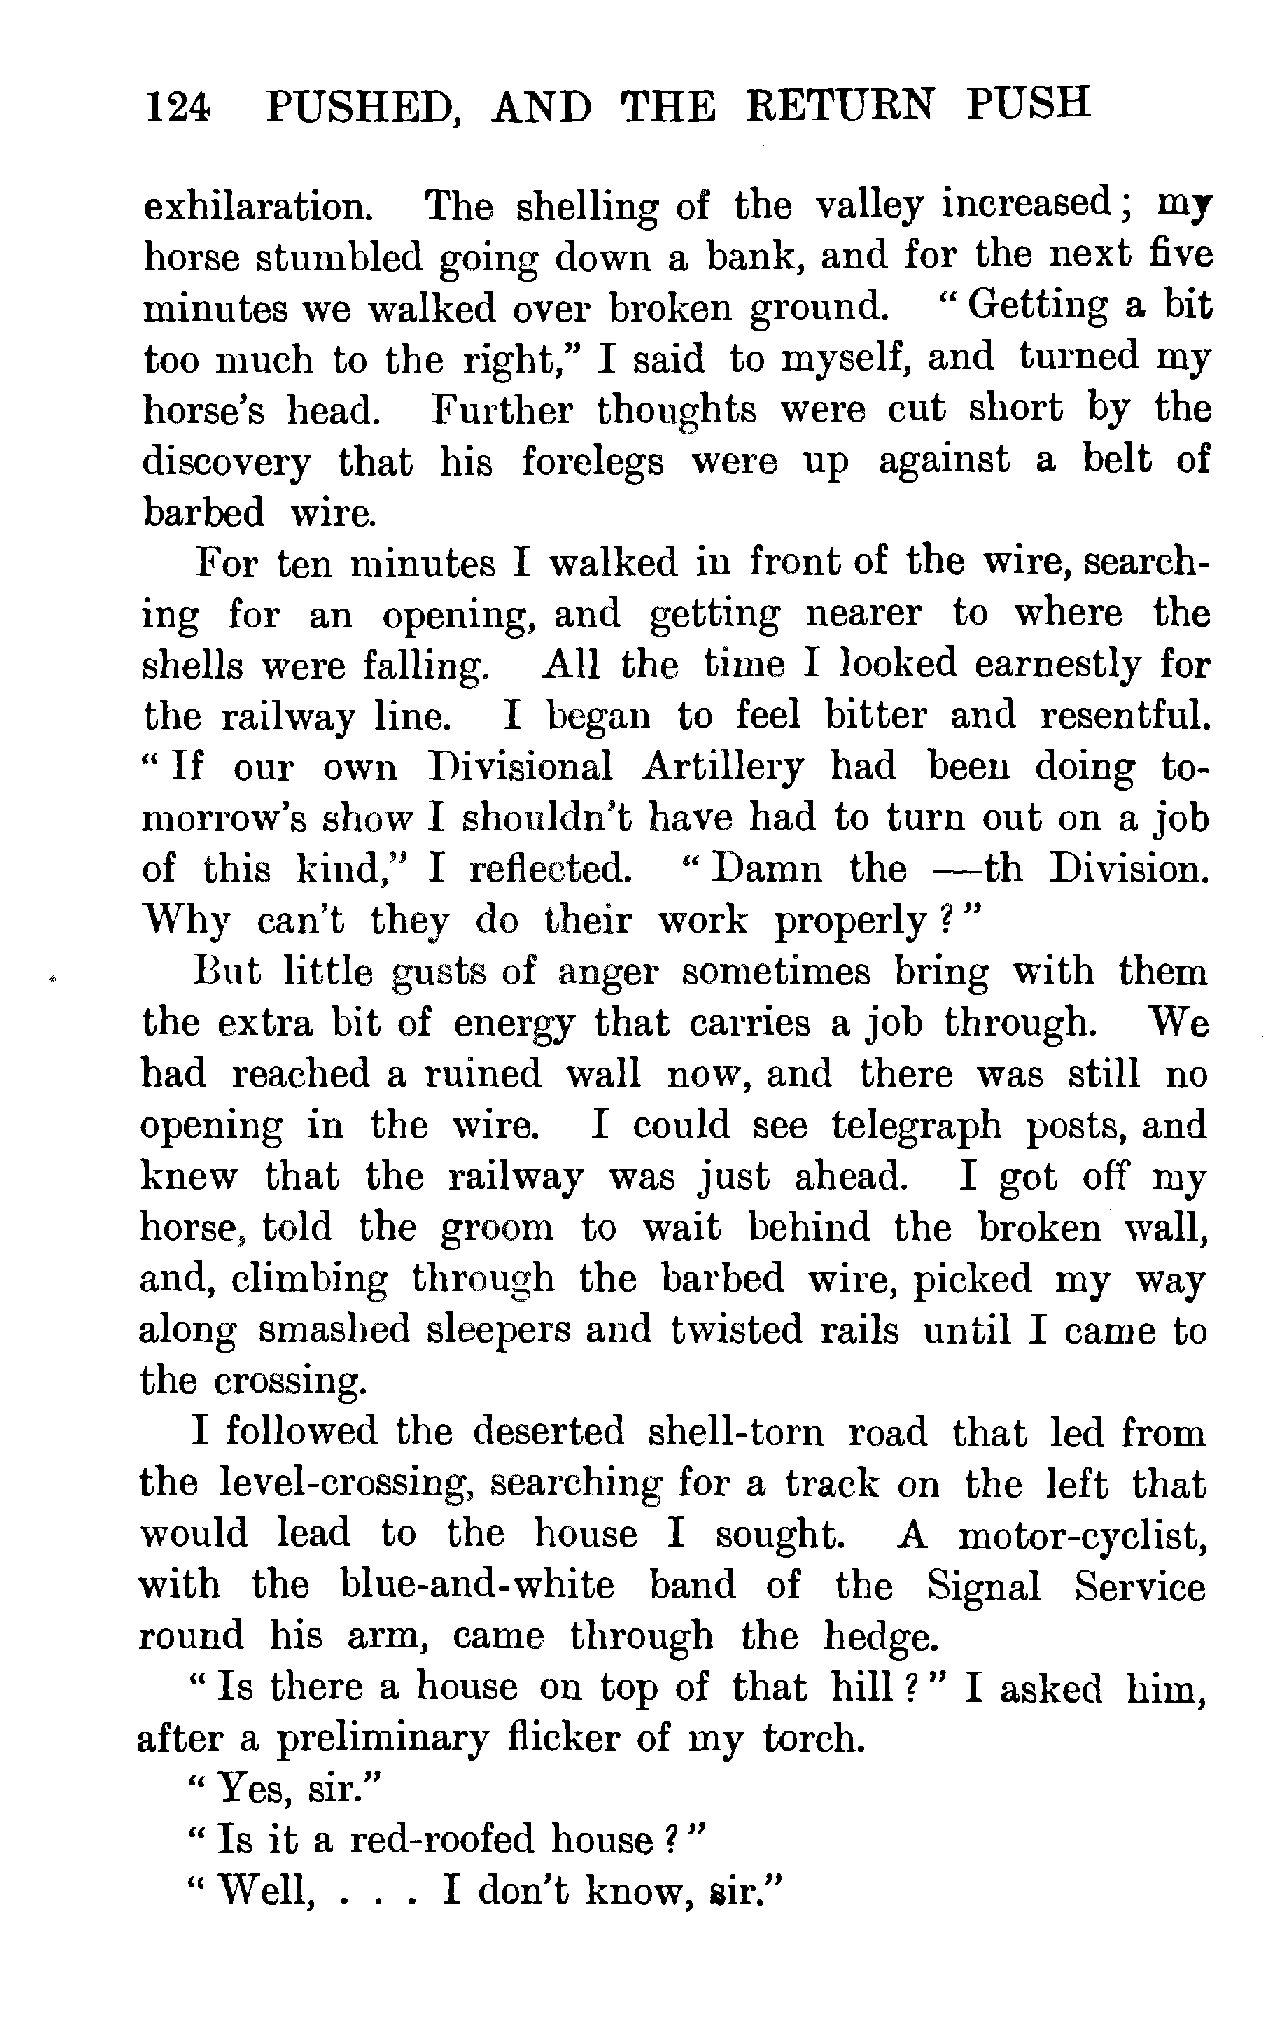 124 PUSHED, AND THE RETURN PUSH
exhilaration. The shelling of the valley increased; my
horse stumbled going down a bank, and for the next five
minutes we walked over broken ground. “Getting a bit
too much to the right,” I said to myself, and turned my
horse's head. Further thoughts were cut short by the
discovery that his forelegs were up against a belt of
barbed wire.
For ten minutes I walked in front of the wire, search-
ing for an opening, and getting nearer to where the
shells were falling. All the time I looked earnestly for
the railway line. I began to feel bitter and resentful.
“If our own Divisional Artillery had been doing to-
morrow's show I shouldn't have had to turn out on a job
of this kind,” I reflected. “Damn the —th Division.
Why can't they do their work properly?”
But little gusts of anger sometimes bring with them
the extra bit of energy that carries a job through. We
had reached a ruined wall now, and there was still no
opening in the wire. I could see telegraph posts, and
knew that the railway was just ahead. I got off my
horse, told the groom to wait behind the broken wall,
and, climbing through the barbed wire, picked my way
along smashed sleepers and twisted rails until I came to
the crossing.
I followed the deserted shell-torn road that led from
the level-crossing, searching for a track on the left that
would lead to the house I sought. A motor-cyclist,
with the blue-and-white band of the Signal Service
round his arm, came through the hedge.
“Is there a house on top of that hill?” I asked him,
after a preliminary flicker of my torch.
“Yes, sir.”
“Is it a red-roofed house?”
“Well, . . . I don't know, sir.”